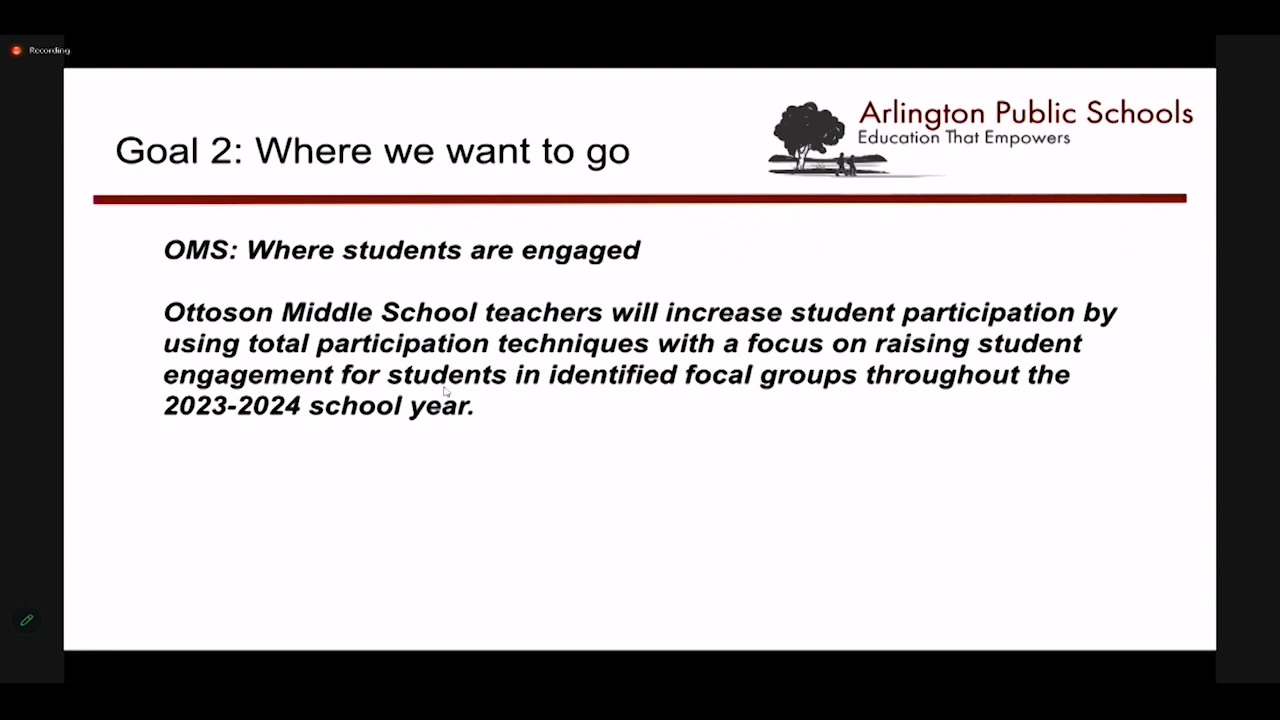 Recording
Arlington Public Schools
Education That Empowers
Goal 2: Where we want to go
OMS: Where students are engaged
Ottoson Middle School teachers will increase student participation by
using total participation techniques with a focus on raising student
engagement for students in identified focal groups throughout the
2023-2024 school year.